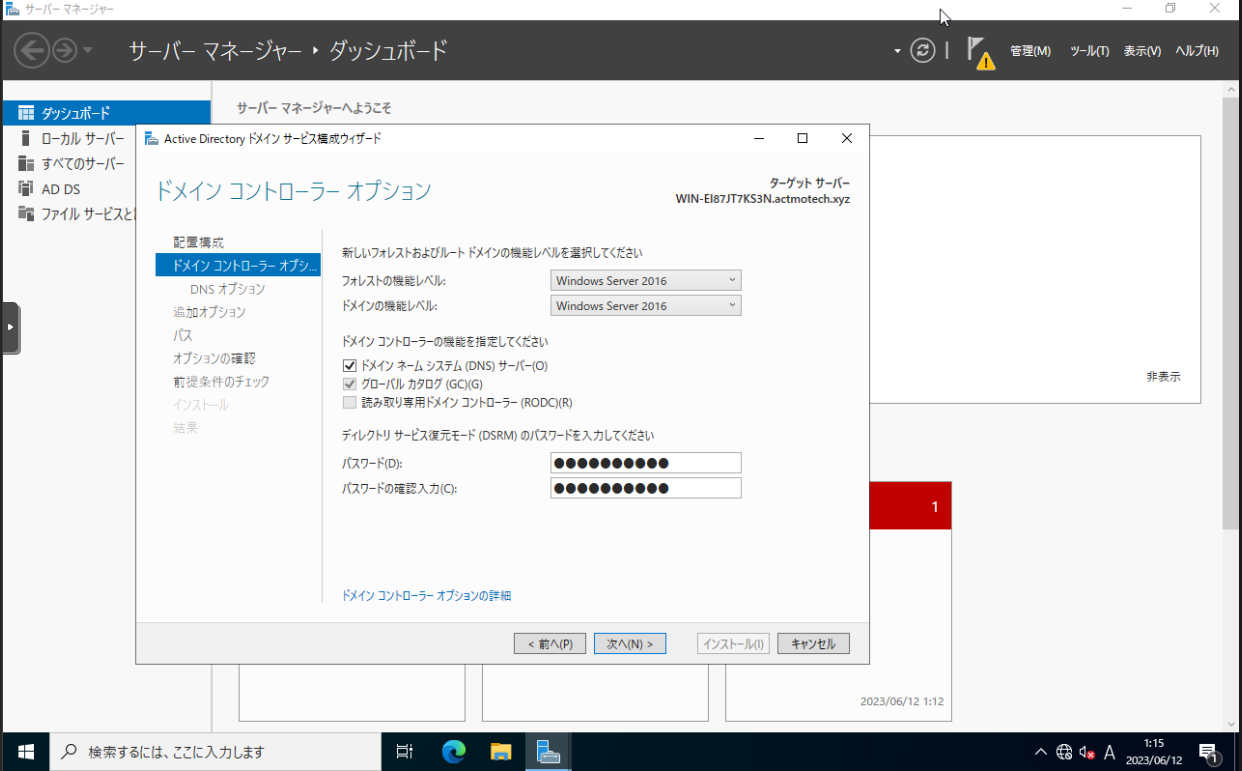 サーバー マネージャー
サーバー マネージャー ‣ ダッシュボード
管理(M) ツール(T) 表示(V) ヘルプ(H)
ダッシュボード
ローカル サーバー
すべてのサーバー
AD DS
ファイル サービスと
サーバー マネージャーへようこそ
非表示
1
2023/06/12 1:12
Active Directory ドメイン サービス構成ウィザード
ドメイン コントローラー オプション
ターゲット サーバー
WIN-EI87JT7KS3N.actmotech.xyz
配置構成
ドメイン コントローラー オプシ...
DNS オプション
追加オプション
パス
オプションの確認
前提条件のチェック
インストール
結果
新しいフォレストおよびルート ドメインの機能レベルを選択してください
フォレストの機能レベル: Windows Server 2016
ドメインの機能レベル: Windows Server 2016
ドメイン コントローラーの機能を指定してください
ドメイン ネーム システム (DNS) サーバー(O)
グローバル カタログ (GC)(G)
読み取り専用ドメイン コントローラー (RODC)(R)
ディレクトリ サービス復元モード (DSRM) のパスワードを入力してください
パスワード(D): ●●●●●●●●●●
パスワードの確認入力(C): ●●●●●●●●●●
ドメイン コントローラー オプションの詳細
< 前へ(P) 次へ(N) > インストール(I) キャンセル
検索するには、ここに入力します
A
1:15
2023/06/12
1